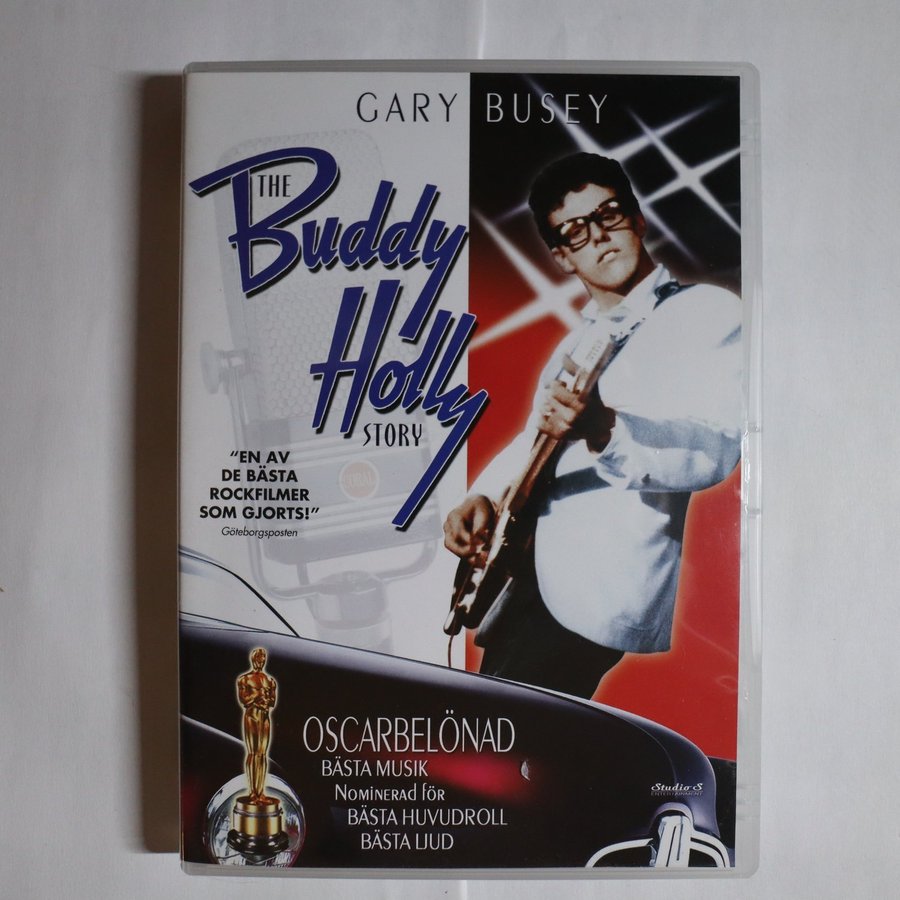 GARY BUSEY
THE
Buddy
Holly
STORY
"EN AV
DE BÄSTA
ROCKFILMER
SOM GJORTS!"
Göteborgsposten
OSCARBELÖNAD
BÄSTA MUSIK
Nominerad för
BÄSTA HUVUDROLL
BÄSTA LJUD
Studio S
ENTERTAINMENT